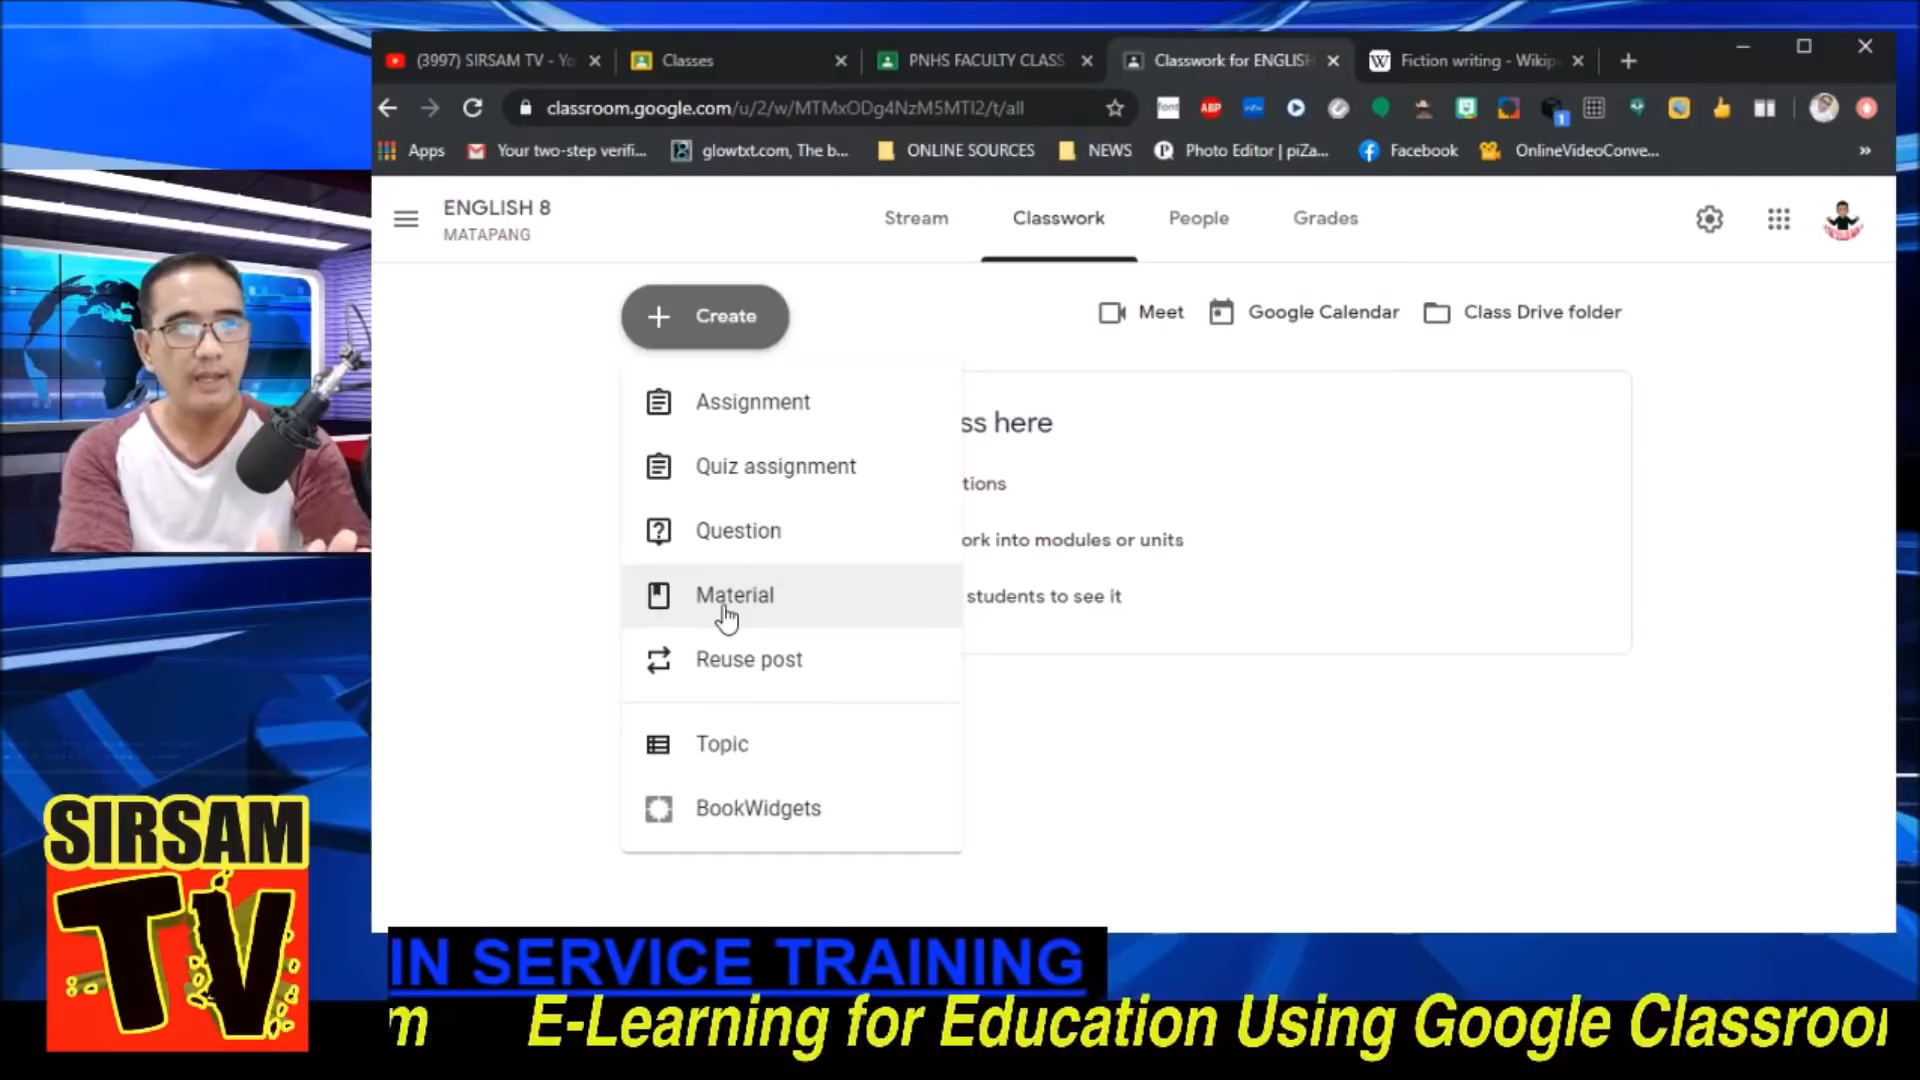 (3997) SIRSAM TV - Yo
Classes
PNHS FACULTY CLASS
Classwork for ENGLISH
W Fiction writing - Wikip
classroom.google.com/u/2/w/MTMxODg4NzM5MTI2/t/all
font
ABP
1
Apps
Your two-step verifi...
glowtxt.com, The b...
ONLINE SOURCES
NEWS
Photo Editor | piZa...
Facebook
OnlineVideoConve...
»
ENGLISH 8
MATAPANG
Stream
Classwork
People
Grades
+ Create
Meet
Google Calendar
Class Drive folder
Assignment
ss here
Quiz assignment
tions
Question
ork into modules or units
Material
students to see it
Reuse post
Topic
BookWidgets
SIRSAM
TV
IN SERVICE TRAINING
m E-Learning for Education Using Google Classroo